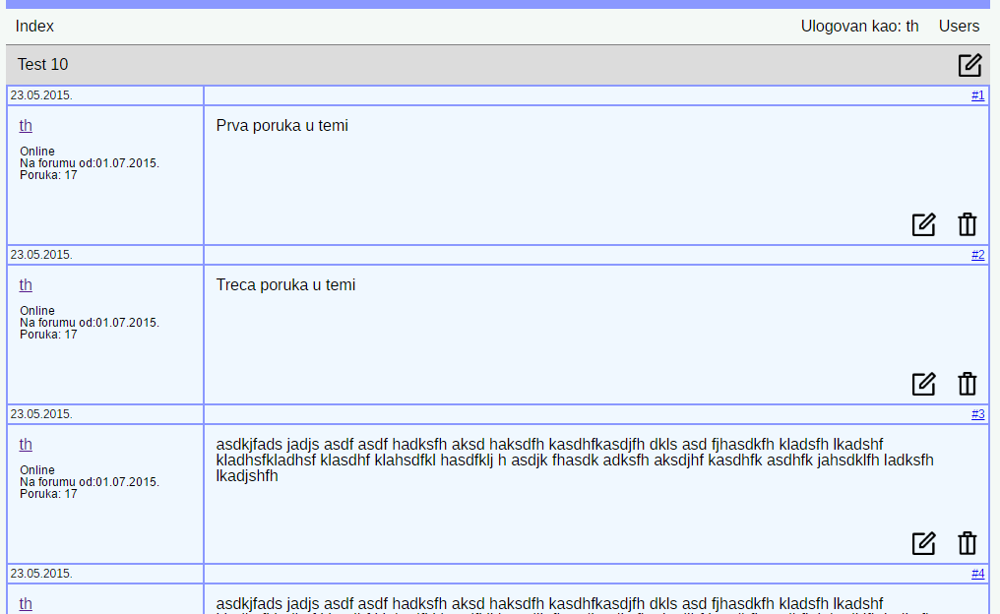 Index
Ulogovan kao: th
Users
Test 10
23.05.2015.
#1
th
Prva poruka u temi
Online
Na forumu od:01.07.2015.
Poruka: 17
23.05.2015.
#2
th
Treca poruka u temi
Online
Na forumu od:01.07.2015.
Poruka: 17
23.05.2015.
#3
th
asdkjfads jadjs asdf asdf hadksfh aksd haksdfh kasdhfkasdjfh dkls asd fjhasdkfh kladsfh lkadshf
kladhsfkladhsf klasdhf klahsdfkl hasdfklj h asdjk fhasdk adksfh aksdjhf kasdhfk asdhfk jahsdklfh ladksfh
lkadjshfh
Online
Na forumu od:01.07.2015.
Poruka: 17
23.05.2015.
#4
th
asdkjfads jadjs asdf asdf hadksfh aksd haksdfh kasdhfkasdjfh dkls asd fjhasdkfh kladsfh lkadshf